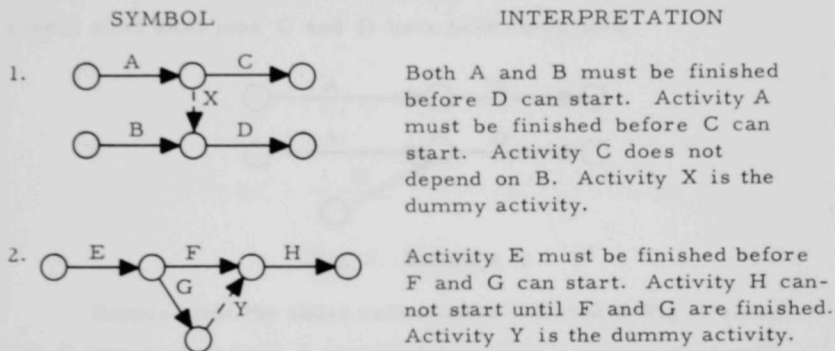 SYMBOL INTERPRETATION
1. A C
X
B D
Both A and B must be finished
before D can start. Activity A
must be finished before C can
start. Activity C does not
depend on B. Activity X is the
dummy activity.
2. E F H
G
Y
Activity E must be finished before
F and G can start. Activity H can-
not start until F and G are finished.
Activity Y is the dummy activity.